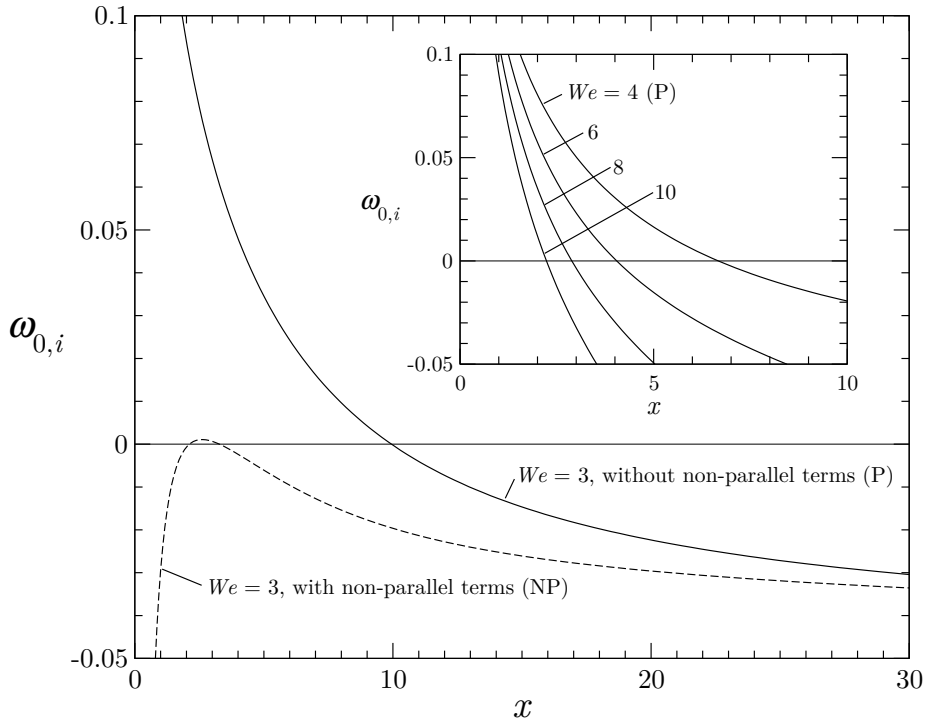 0.1
0.05
0
-0.05
ω0,i
0
10
20
30
x
We = 3, without non-parallel terms (P)
We = 3, with non-parallel terms (NP)
0.1
0.05
0
-0.05
ω0,i
0
5
10
x
We = 4 (P)
6
8
10